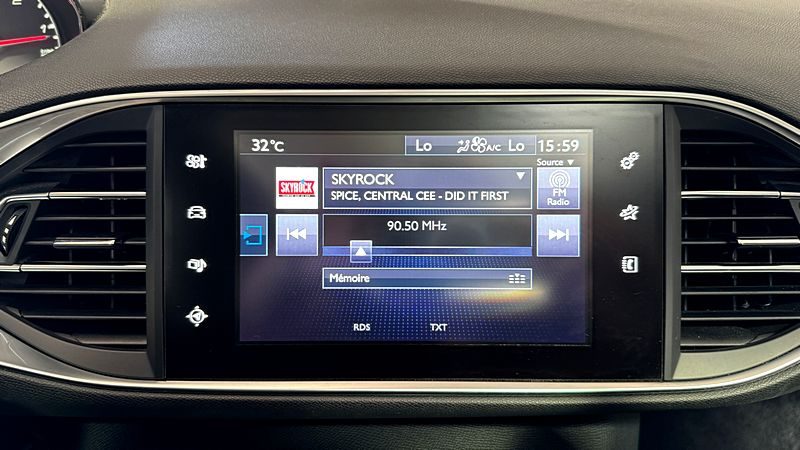 32°C
Lo A/C Lo 15:59
Source ▼
SKYROCK
SKYROCK
SPICE, CENTRAL CEE - DID IT FIRST
FM
Radio
90.50 MHz
Mémoire
RDS TXT